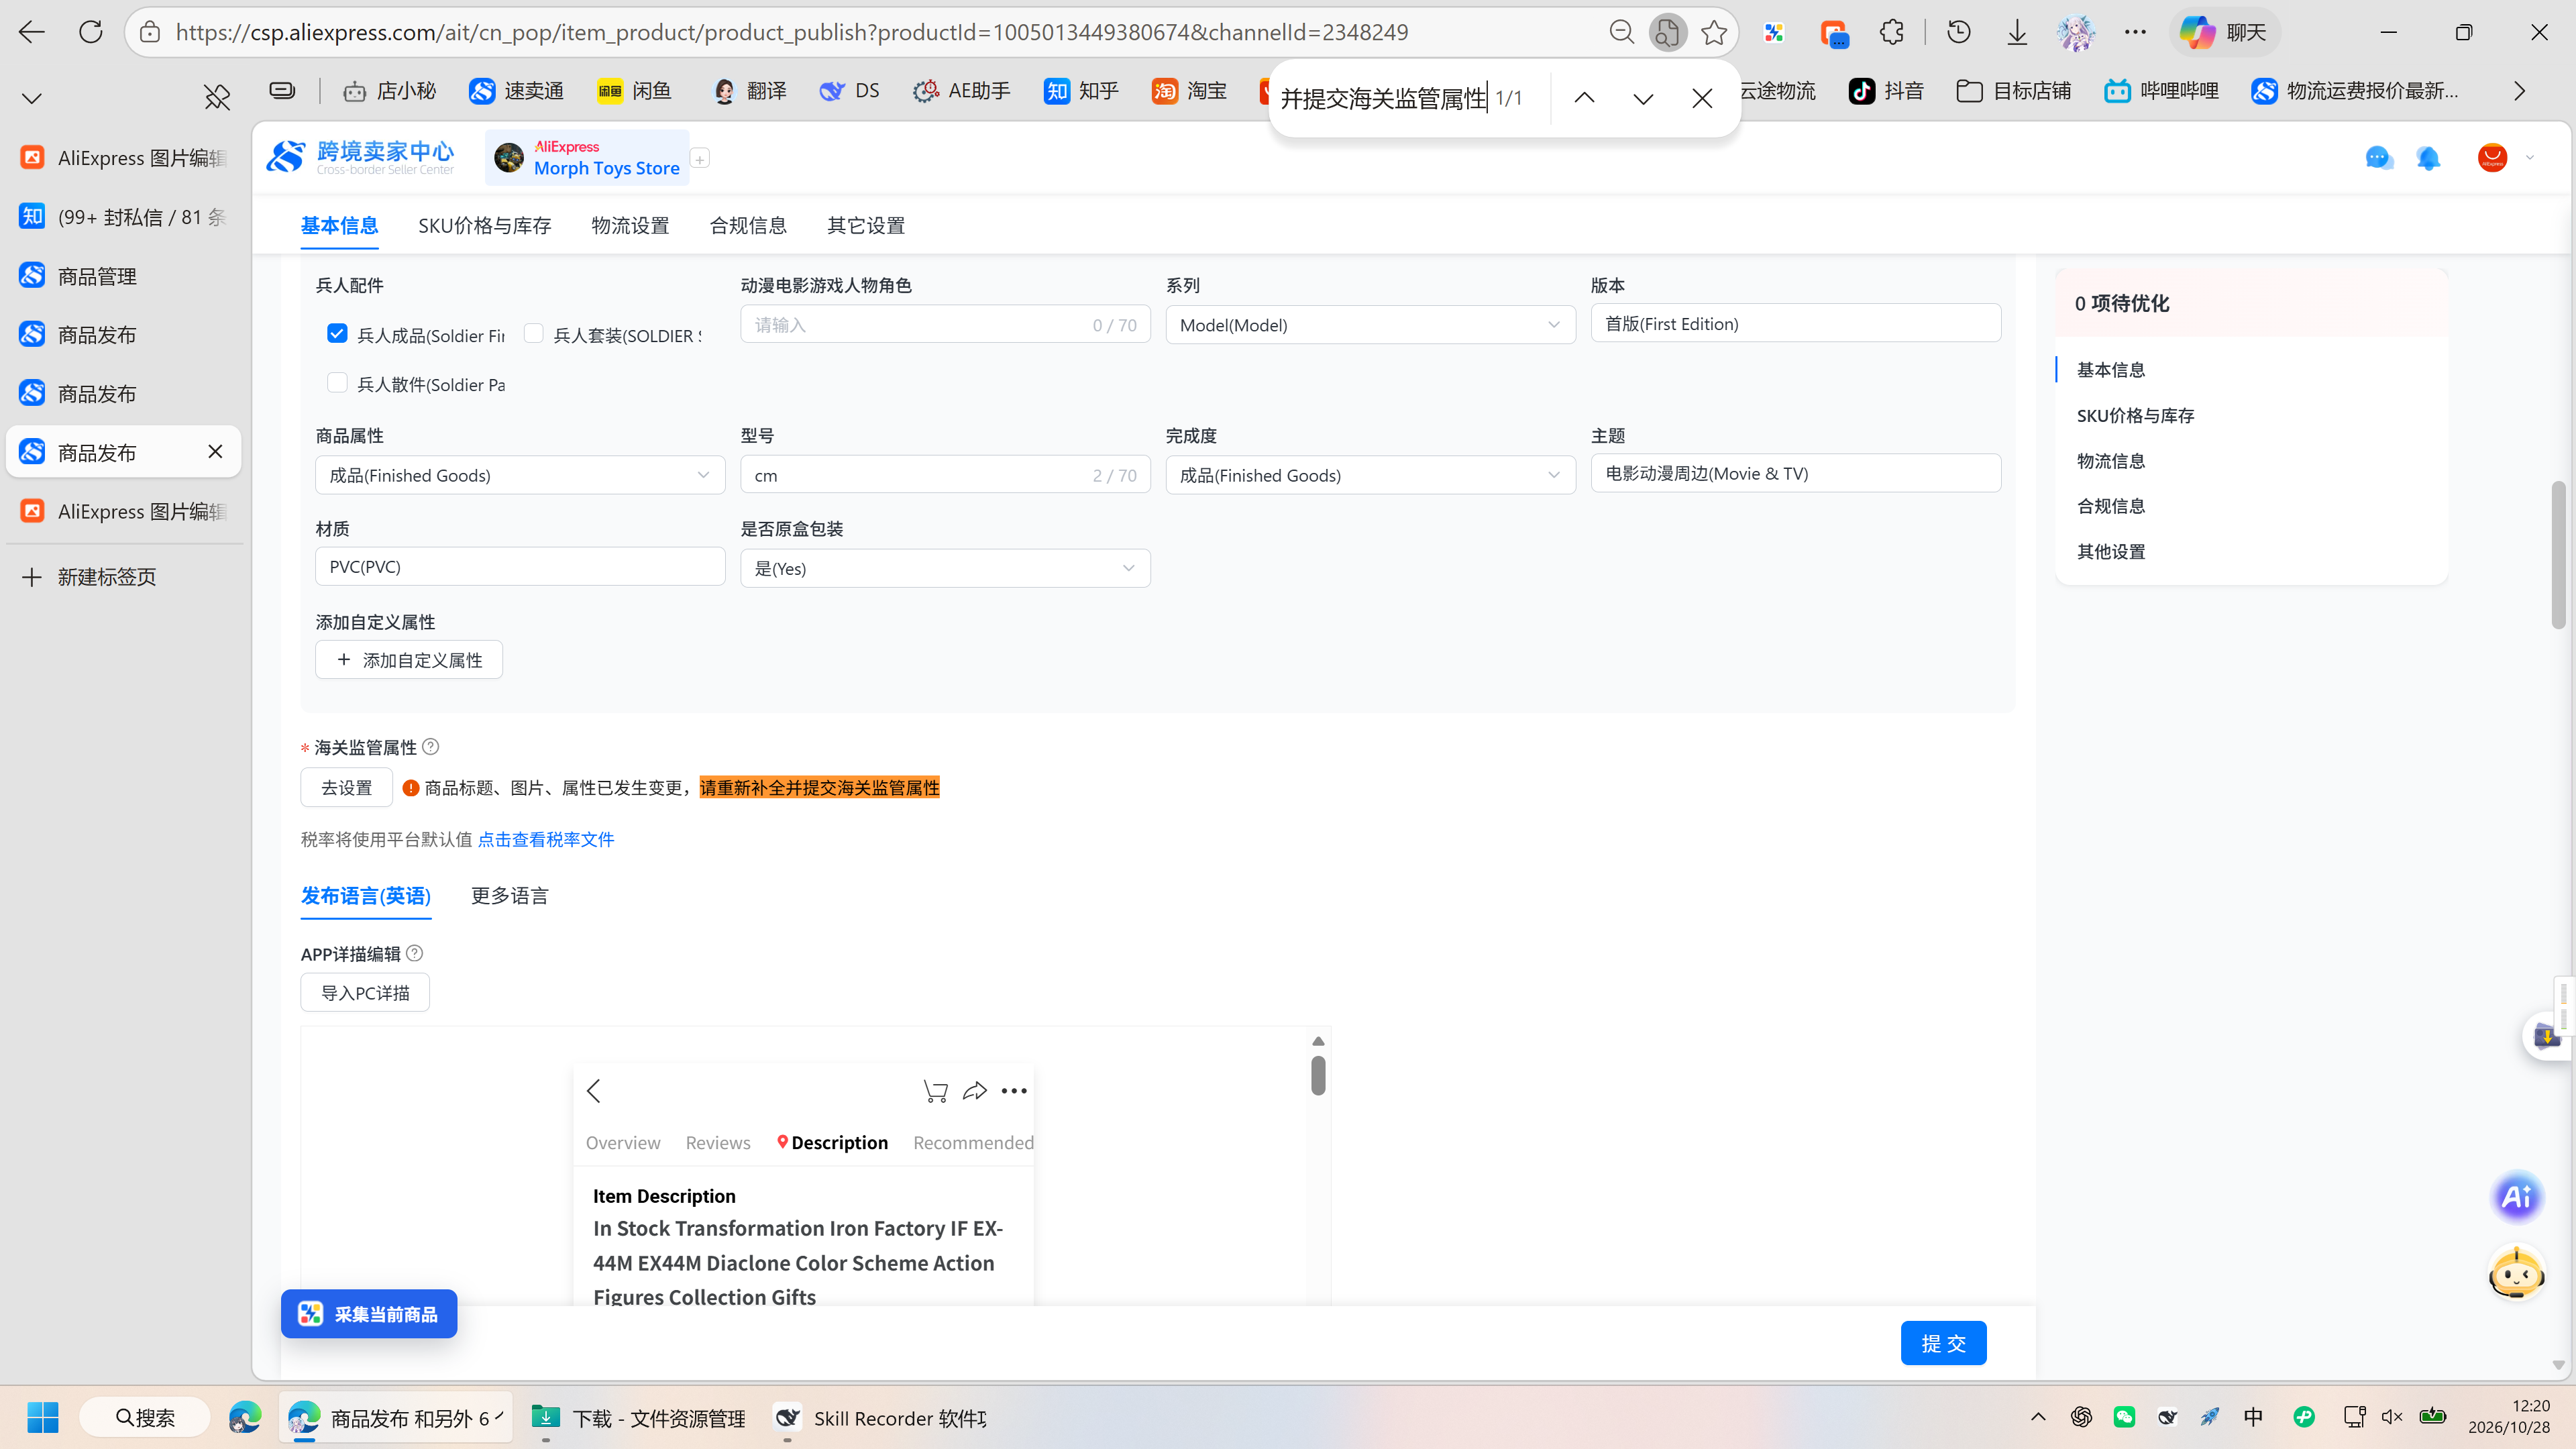 https://csp.aliexpress.com/ait/cn_pop/item_product/product_publish?productId=1005013449380674&channelId=2348249
聊天
店小秘
速卖通
闲鱼
翻译
DS
AE助手
知乎
淘宝
云途物流
抖音
目标店铺
哔哩哔哩
物流运费报价最新...
并提交海关监管属性 1/1
AliExpress 图片编辑
(99+ 封私信 / 81 条
商品管理
商品发布
商品发布
商品发布
AliExpress 图片编辑
新建标签页
跨境卖家中心
Cross-border Seller Center
AliExpress
Morph Toys Store
基本信息
SKU价格与库存
物流设置
合规信息
其它设置
兵人配件
动漫电影游戏人物角色
系列
版本
兵人成品(Soldier Fin
兵人套装(SOLDIER S
请输入
0 / 70
Model(Model)
首版(First Edition)
兵人散件(Soldier Pa
商品属性
型号
完成度
主题
成品(Finished Goods)
cm
2 / 70
成品(Finished Goods)
电影动漫周边(Movie & TV)
材质
是否原盒包装
PVC(PVC)
是(Yes)
添加自定义属性
添加自定义属性
* 海关监管属性
去设置
商品标题、图片、属性已发生变更，请重新补全并提交海关监管属性
税率将使用平台默认值 点击查看税率文件
发布语言(英语)
更多语言
APP详描编辑
导入PC详描
Overview
Reviews
Description
Recommended
Item Description
In Stock Transformation Iron Factory IF EX-
44M EX44M Diaclone Color Scheme Action
Figures Collection Gifts
采集当前商品
提 交
0 项待优化
基本信息
SKU价格与库存
物流信息
合规信息
其他设置
Ai
搜索
商品发布 和另外 6 个
下载 - 文件资源管理
Skill Recorder 软件功
中
12:20
2026/10/28